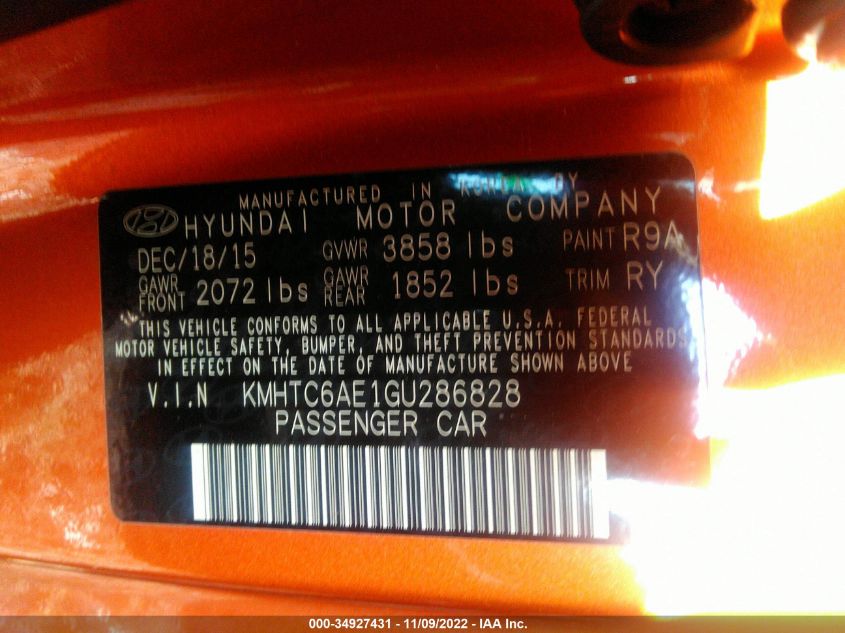 MANUFACTURED IN KOREA BY
HYUNDAI MOTOR COMPANY
DEC/18/15 GVWR 3858 lbs PAINT R9A
GAWR FRONT 2072 lbs GAWR REAR 1852 lbs TRIM RY
THIS VEHICLE CONFORMS TO ALL APPLICABLE U.S.A. FEDERAL
MOTOR VEHICLE SAFETY, BUMPER, AND THEFT PREVENTION STANDARDS
IN EFFECT ON THE DATE OF MANUFACTURE SHOWN ABOVE
V.I.N KMHTC6AE1GU286828
PASSENGER CAR
000-34927431 - 11/09/2022 - IAA Inc.